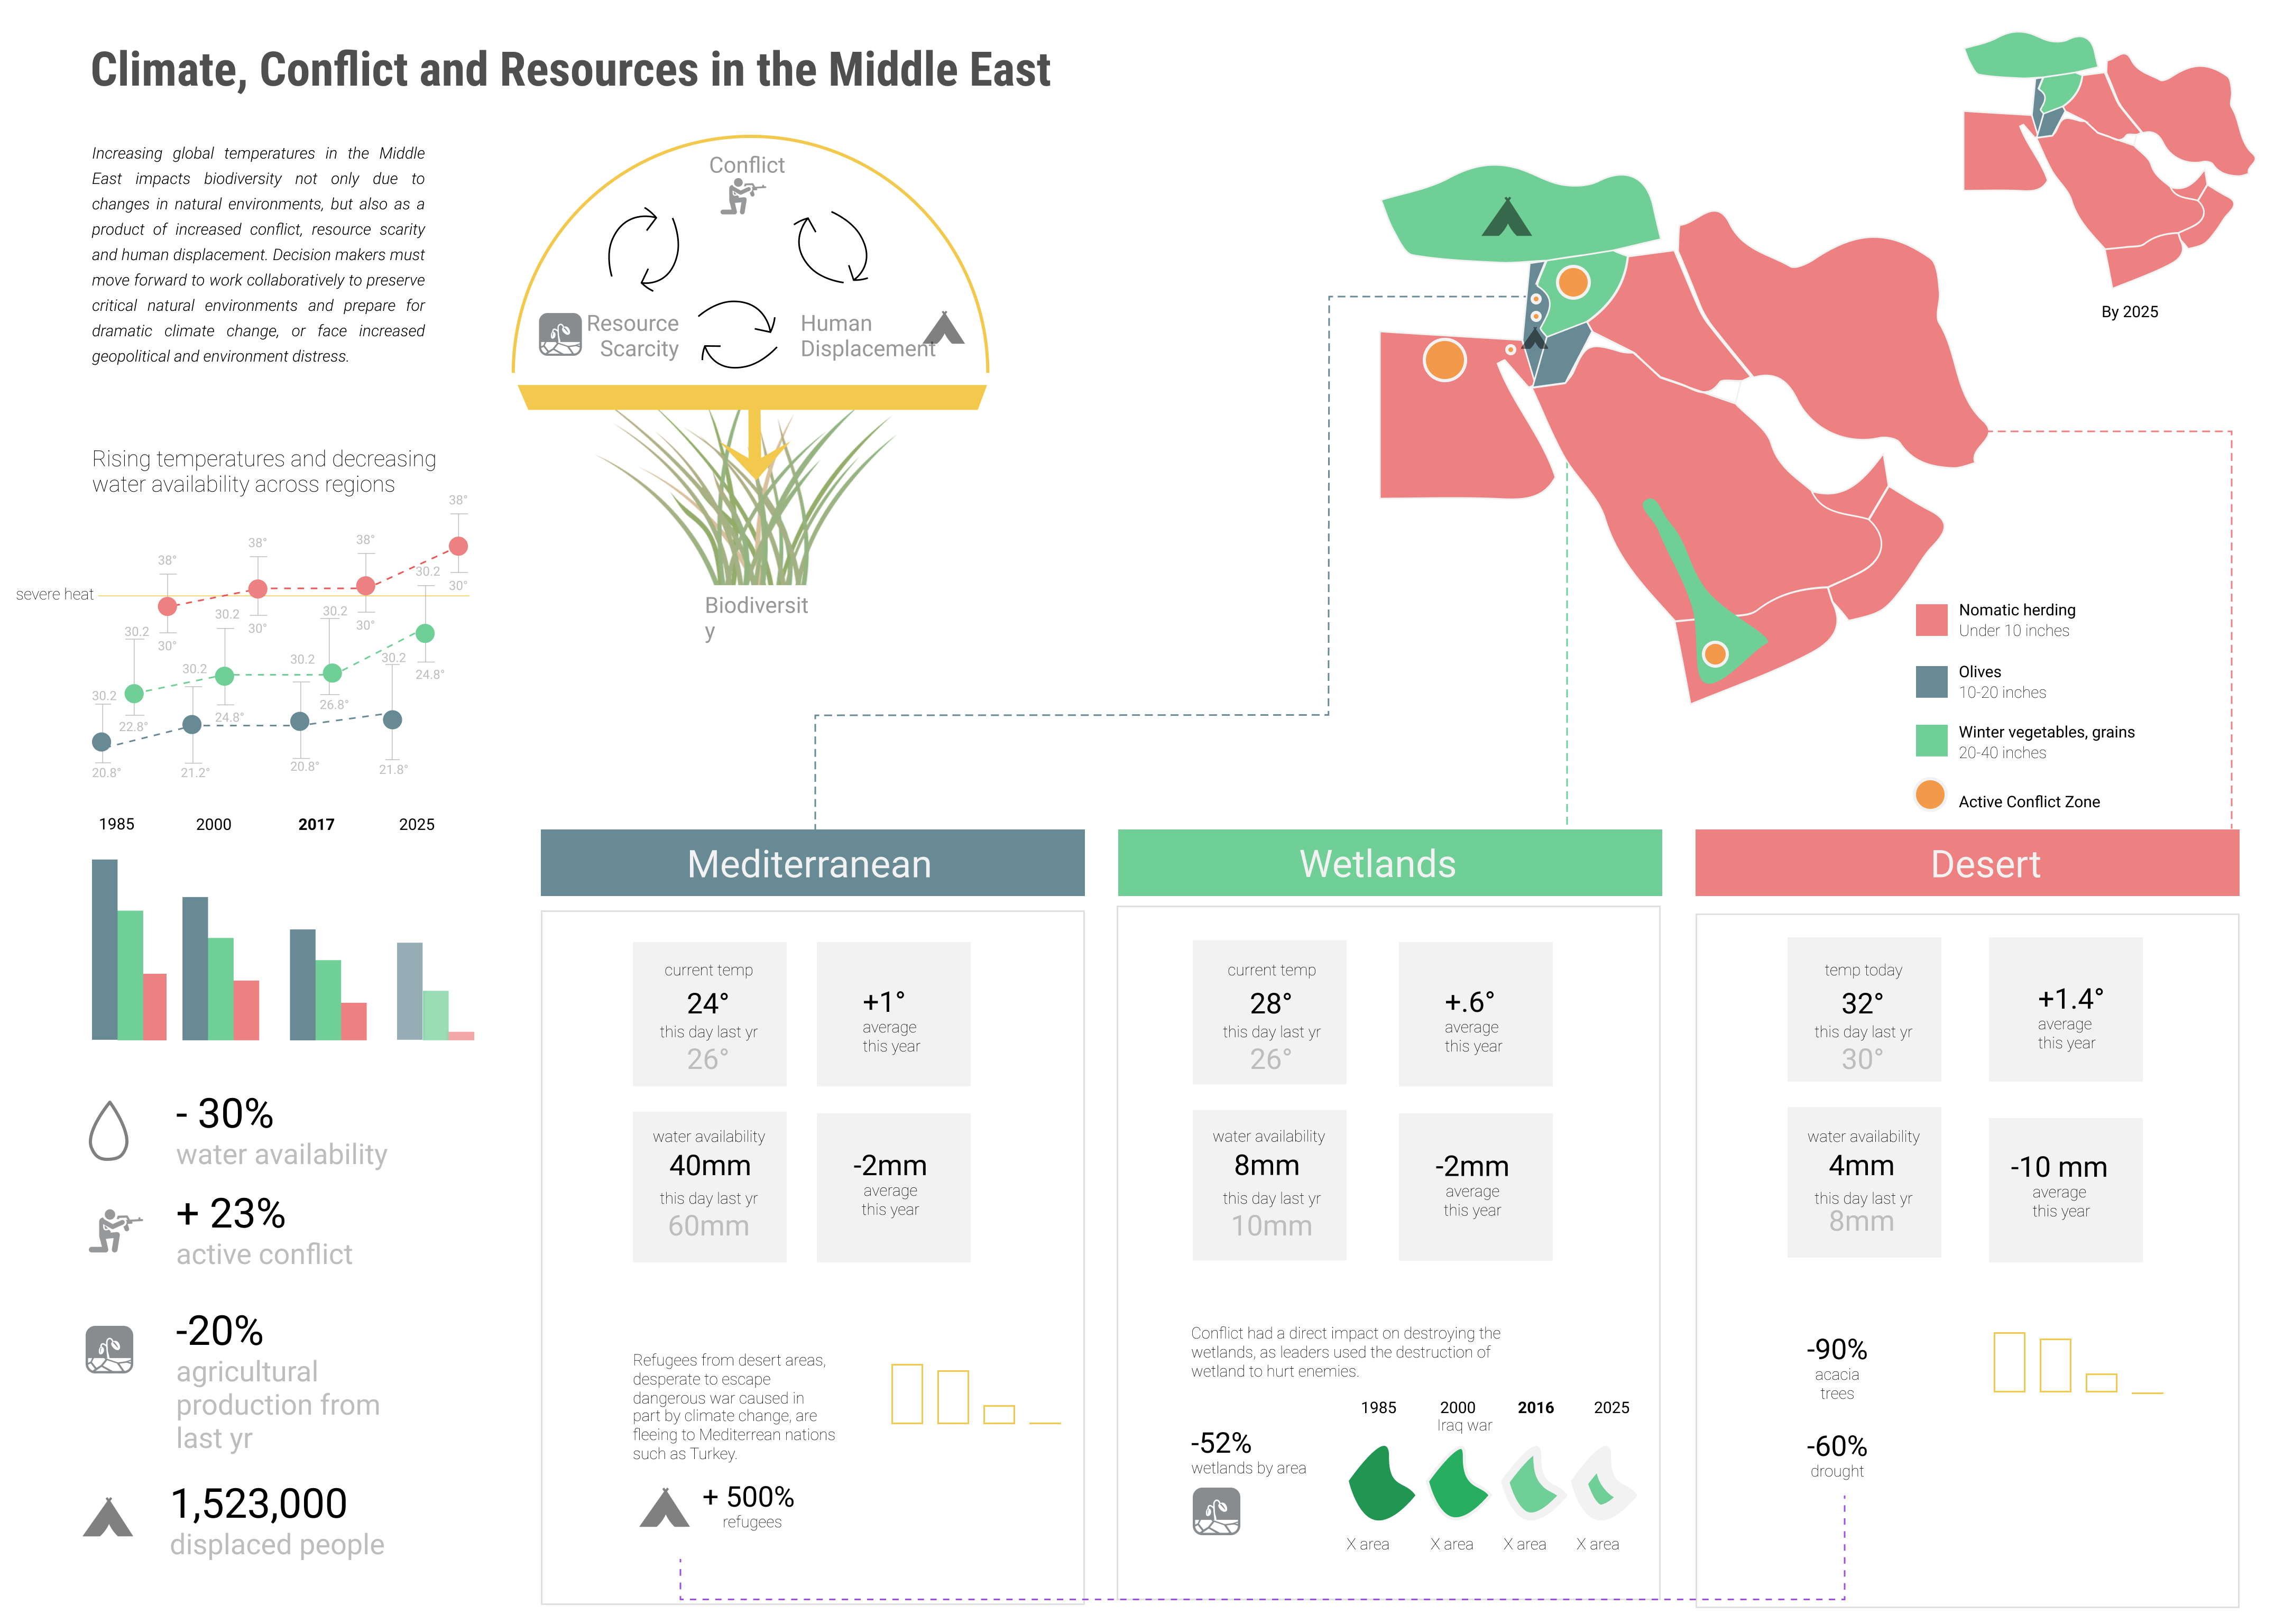 Climate, Conflict and Resources in the Middle East
Increasing global temperatures in the Middle
East impacts biodiversity not only due to
changes in natural environments, but also as a
product of increased conflict, resource scarity
and human displacement. Decision makers must
move forward to work collaboratively to preserve
critical natural environments and prepare for
dramatic climate change, or face increased
geopolitical and environment distress.
Conflict
Resource
Scarcity
Human
Displacement
Biodiversit
y
By 2025
Rising temperatures and decreasing
water availability across regions
38°
38°
38°
38°
severe heat
30°
30°
30°
30°
30.2
30.2
30.2
30.2
22.8°
24.8°
26.8°
24.8°
30.2
30.2
30.2
30.2
20.8°
21.2°
20.8°
21.8°
1985
2000
2017
2025
- 30%
water availability
+ 23%
active conflict
-20%
agricultural
production from
last yr
1,523,000
displaced people
Nomatic herding
Under 10 inches
Olives
10-20 inches
Winter vegetables, grains
20-40 inches
Active Conflict Zone
Mediterranean
current temp
24°
this day last yr
26°
+1°
average
this year
water availability
40mm
this day last yr
60mm
-2mm
average
this year
Refugees from desert areas,
desperate to escape
dangerous war caused in
part by climate change, are
fleeing to Mediterrean nations
such as Turkey.
+ 500%
refugees
Wetlands
current temp
28°
this day last yr
26°
+.6°
average
this year
water availability
8mm
this day last yr
10mm
-2mm
average
this year
Conflict had a direct impact on destroying the
wetlands, as leaders used the destruction of
wetland to hurt enemies.
1985
2000
2016
2025
Iraq war
-52%
wetlands by area
X area
X area
X area
X area
Desert
temp today
32°
this day last yr
30°
+1.4°
average
this year
water availability
4mm
this day last yr
8mm
-10 mm
average
this year
-90%
acacia
trees
-60%
drought